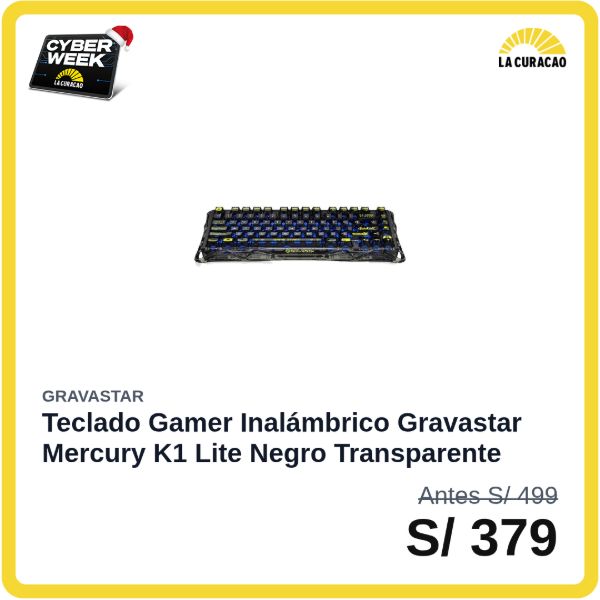 CYBER
WEEK
LA CURACAO
LA CURACAO
GRAVASTAR
Teclado Gamer Inalámbrico Gravastar
Mercury K1 Lite Negro Transparente
Antes S/ 499
S/ 379